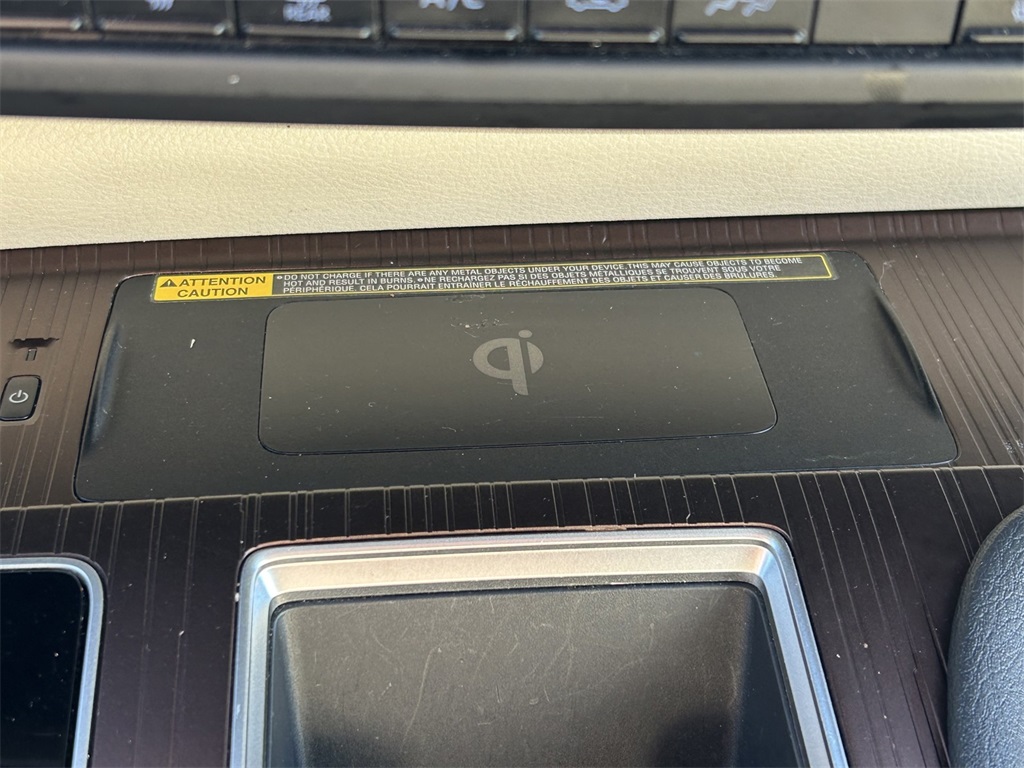 REAR
A/C
ATTENTION
CAUTION
•DO NOT CHARGE IF THERE ARE ANY METAL OBJECTS UNDER YOUR DEVICE.THIS MAY CAUSE OBJECTS TO BECOME
HOT AND RESULT IN BURNS. •NE RECHARGEZ PAS SI DES OBJETS MÉTALLIQUES SE TROUVENT SOUS VOTRE
PÉRIPHÉRIQUE. CELA POURRAIT ENTRAÎNER LE RÉCHAUFFEMENT DES OBJETS ET CAUSER DES BRÛLURES.
qi